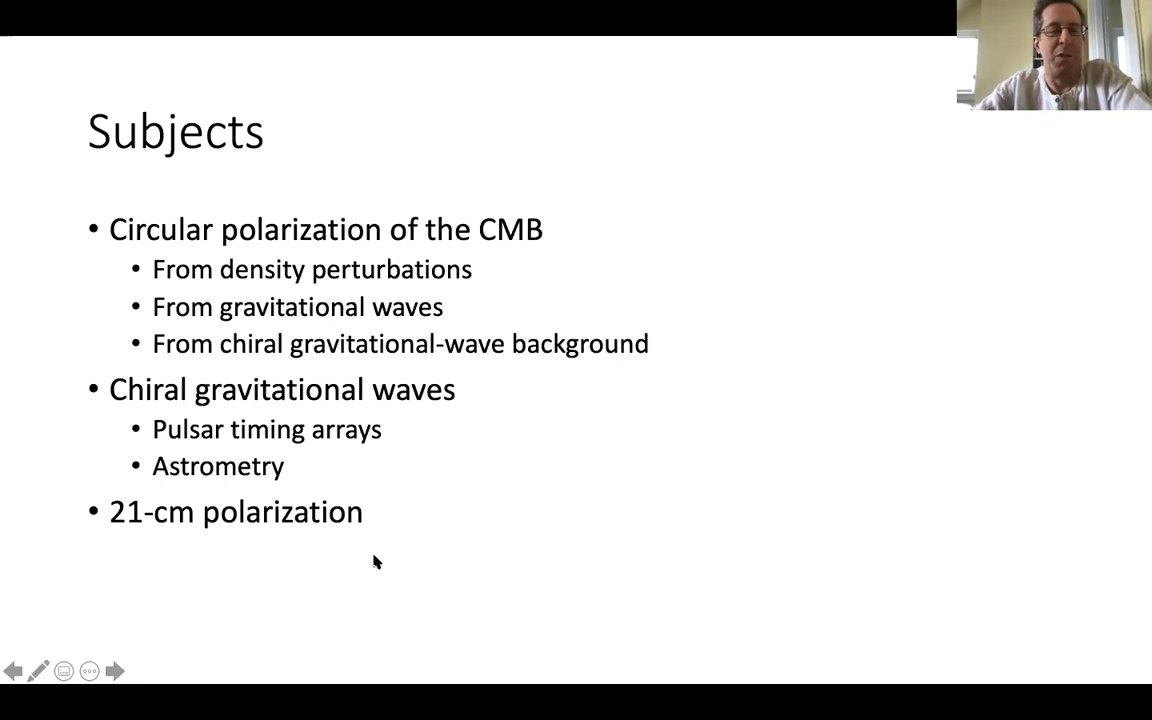 Subjects
• Circular polarization of the CMB
• From density perturbations
• From gravitational waves
• From chiral gravitational-wave background
• Chiral gravitational waves
• Pulsar timing arrays
• Astrometry
• 21-cm polarization